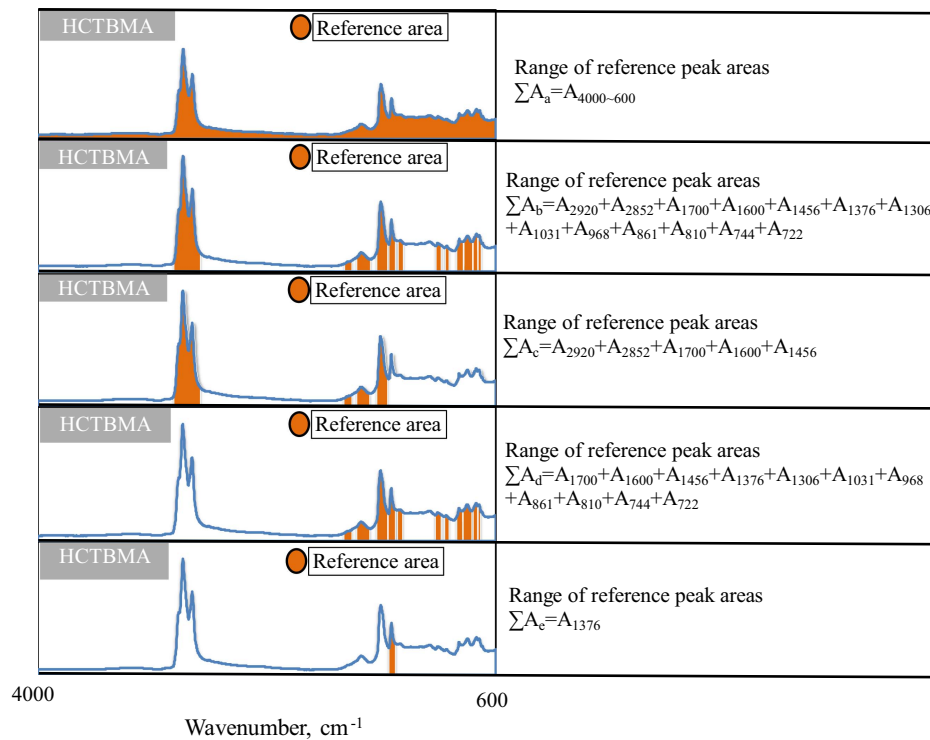 HCTBMA
Reference area
Range of reference peak areas
∑Aₐ=A₄₀₀₀~₆₀₀
HCTBMA
Reference area
Range of reference peak areas
∑A_b=A₂₉₂₀+A₂₈₅₂+A₁₇₀₀+A₁₆₀₀+A₁₄₅₆+A₁₃₇₆+A₁₃₀₆
+A₁₀₃₁+A₉₆₈+A₈₆₁+A₈₁₀+A₇₄₄+A₇₂₂
HCTBMA
Reference area
Range of reference peak areas
∑A_c=A₂₉₂₀+A₂₈₅₂+A₁₇₀₀+A₁₆₀₀+A₁₄₅₆
HCTBMA
Reference area
Range of reference peak areas
∑A_d=A₁₇₀₀+A₁₆₀₀+A₁₄₅₆+A₁₃₇₆+A₁₃₀₆+A₁₀₃₁+A₉₆₈
+A₈₆₁+A₈₁₀+A₇₄₄+A₇₂₂
HCTBMA
Reference area
Range of reference peak areas
∑Aₑ=A₁₃₇₆
4000
600
Wavenumber, cm⁻¹